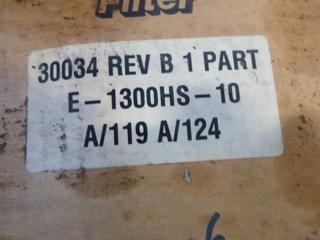 Filter
30034 REV B 1 PART
E-1300HS-10
A/119 A/124